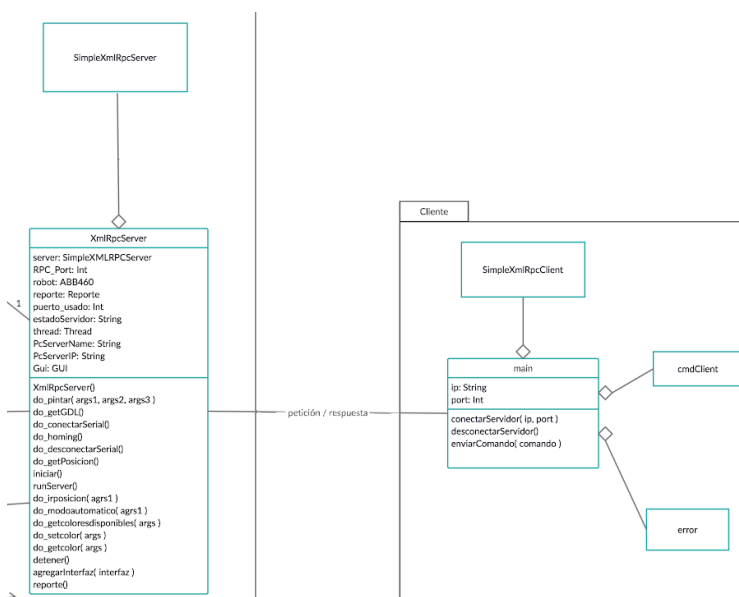 SimpleXmlRpcServer
XmlRpcServer
server: SimpleXMLRPCServer
RPC_Port: Int
robot: ABB460
reporte: Reporte
puerto_usado: Int
estadoServidor: String
thread: Thread
PcServerName: String
PcServerIP: String
Gui: GUI
1
XmlRpcServer()
do_pintar( args1, args2, args3 )
do_getGDL()
do_conectarSerial()
do_homing()
do_desconectarSerial()
do_getPosicion()
iniciar()
runServer()
do_irposicion( agrs1 )
do_modoautomatico( agrs1 )
do_getcoloresdisponibles( args )
do_setcolor( args )
do_getcolor( args )
detener()
agregarInterfaz( interfaz )
reporte()
petición / respuesta
Cliente
SimpleXmlRpcClient
main
ip: String
port: Int
conectarServidor( ip, port )
desconectarServidor()
enviarComando( comando )
cmdClient
error